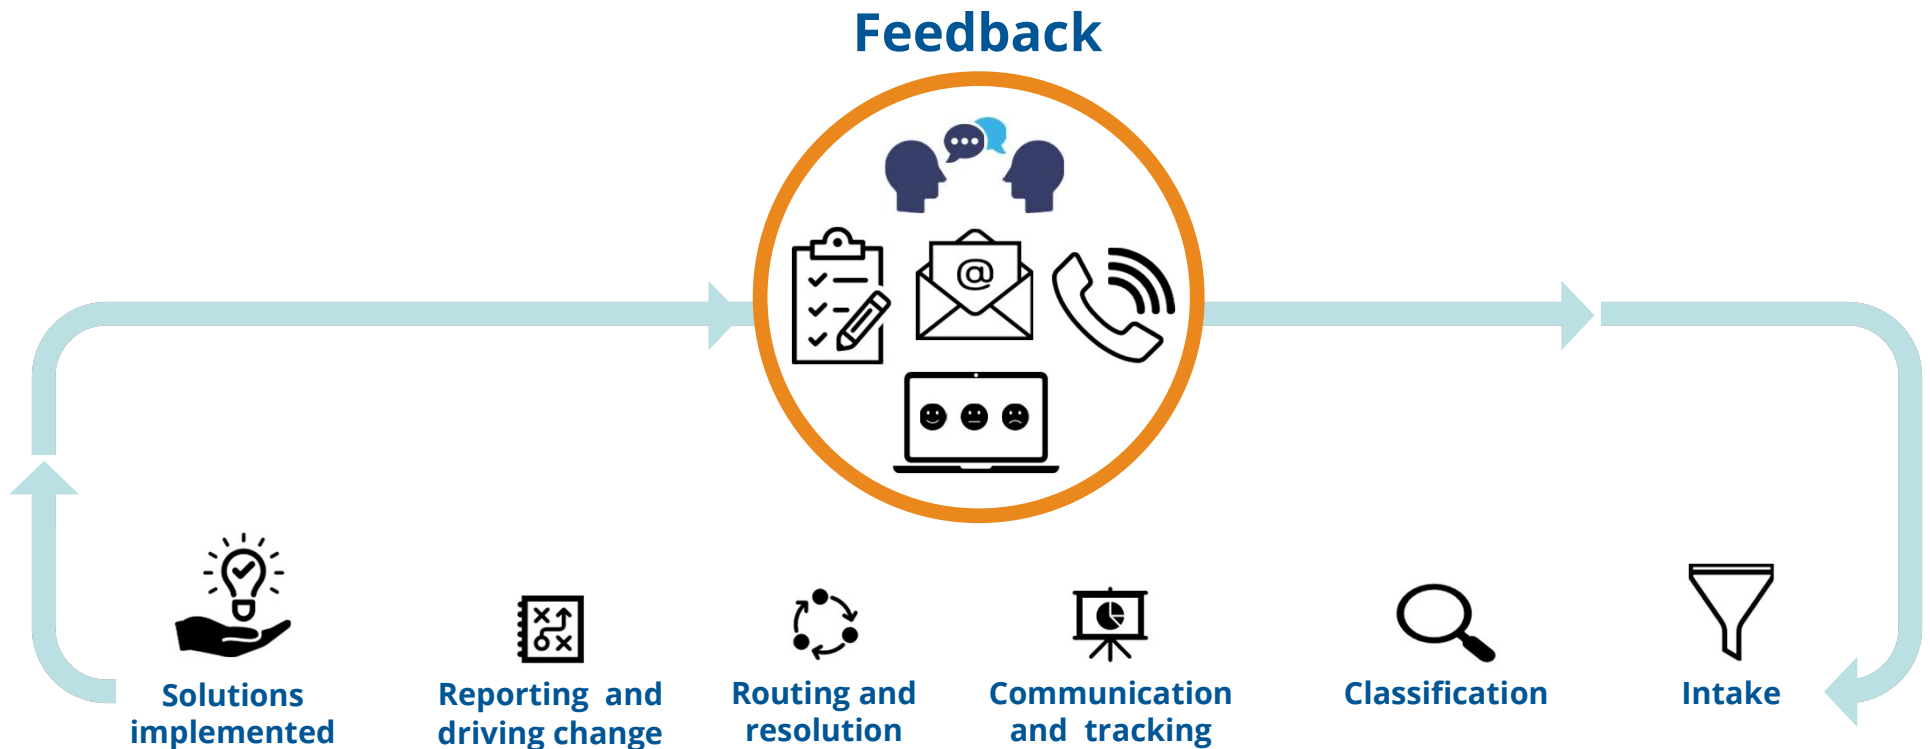 Feedback
@
Solutions
implemented
Reporting and
driving change
Routing and
resolution
Communication
and tracking
Classification
Intake